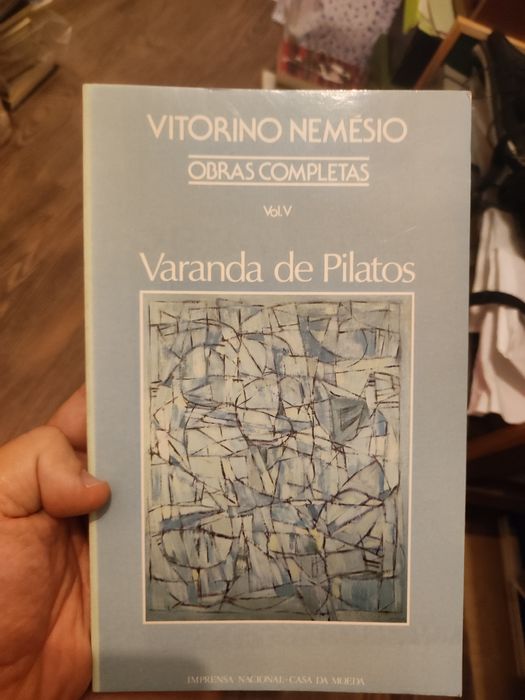 VITORINO NEMÉSIO
OBRAS COMPLETAS
Vol. V
Varanda de Pilatos
IMPRENSA NACIONAL-CASA DA MOEDA